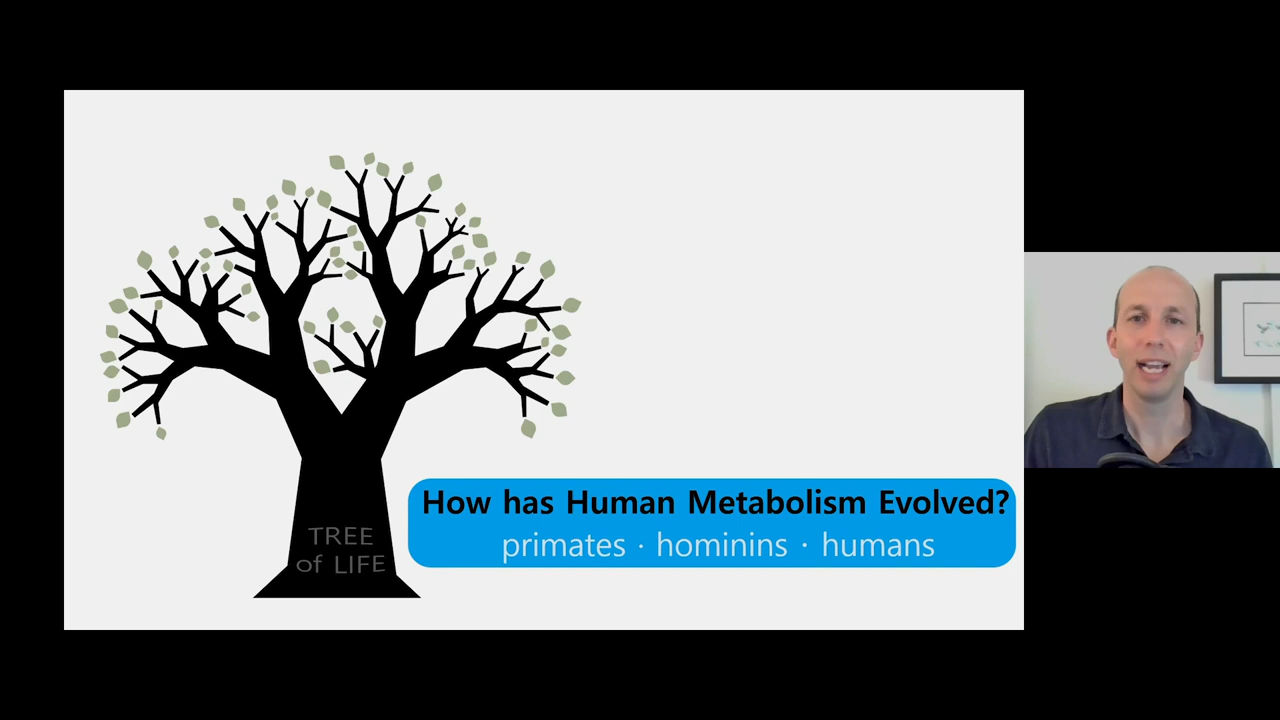 TREE
of LIFE
How has Human Metabolism Evolved?
primates · hominins · humans